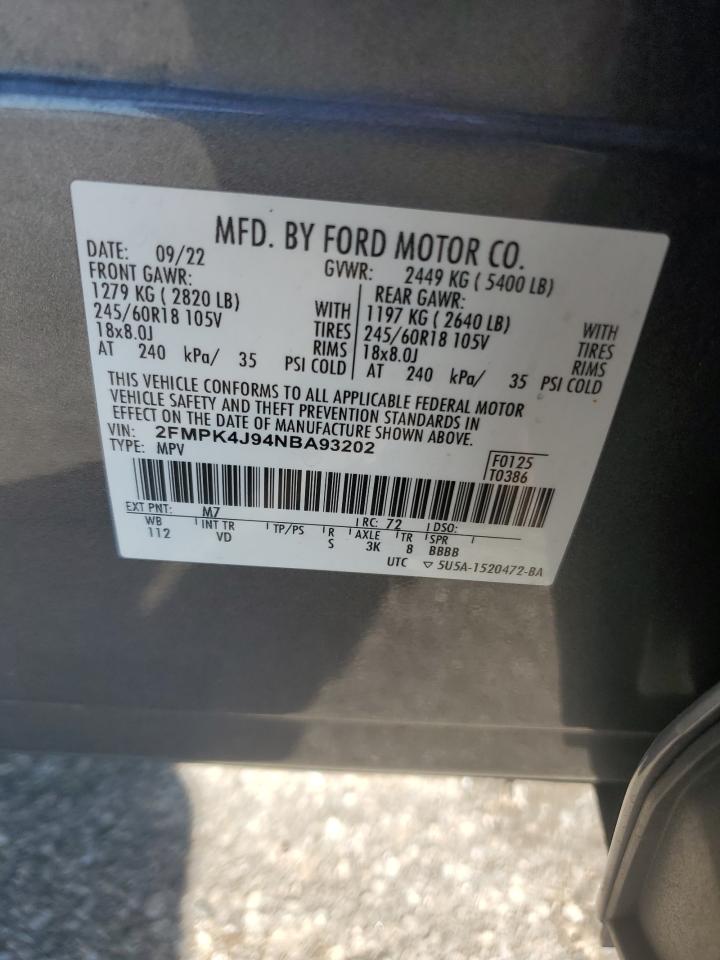 MFD. BY FORD MOTOR CO.
DATE: 09/22 GVWR: 2449 KG ( 5400 LB)
FRONT GAWR: REAR GAWR:
1279 KG ( 2820 LB) WITH 1197 KG ( 2640 LB) WITH
245/60R18 105V TIRES 245/60R18 105V TIRES
18x8.0J RIMS 18x8.0J RIMS
AT 240 kPa/ 35 PSI COLD AT 240 kPa/ 35 PSI COLD
THIS VEHICLE CONFORMS TO ALL APPLICABLE FEDERAL MOTOR
VEHICLE SAFETY AND THEFT PREVENTION STANDARDS IN
EFFECT ON THE DATE OF MANUFACTURE SHOWN ABOVE.
VIN: 2FMPK4J94NBA93202
TYPE: MPV F0125
T0386
EXT PNT: M7 RC: 72 DSO:
WB INT TR TP/PS R AXLE TR SPR
112 VD S 3K 8 BBBB
UTC ▽ 5U5A-1520472-BA